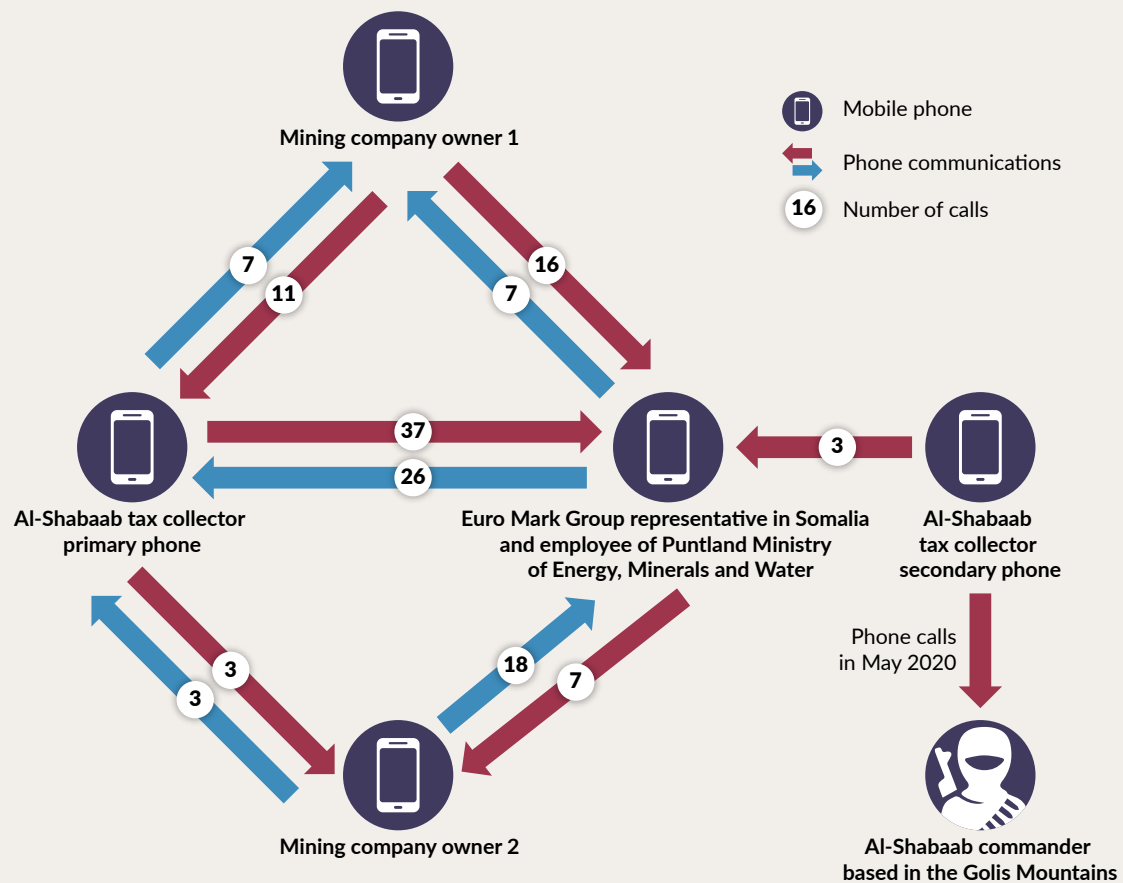 Mining company owner 1
Mobile phone
Phone communications
16 Number of calls
7
11
16
7
37
26
3
Al-Shabaab tax collector
primary phone
Euro Mark Group representative in Somalia
and employee of Puntland Ministry
of Energy, Minerals and Water
Al-Shabaab
tax collector
secondary phone
Phone calls
in May 2020
3
3
18
7
Mining company owner 2
Al-Shabaab commander
based in the Golis Mountains